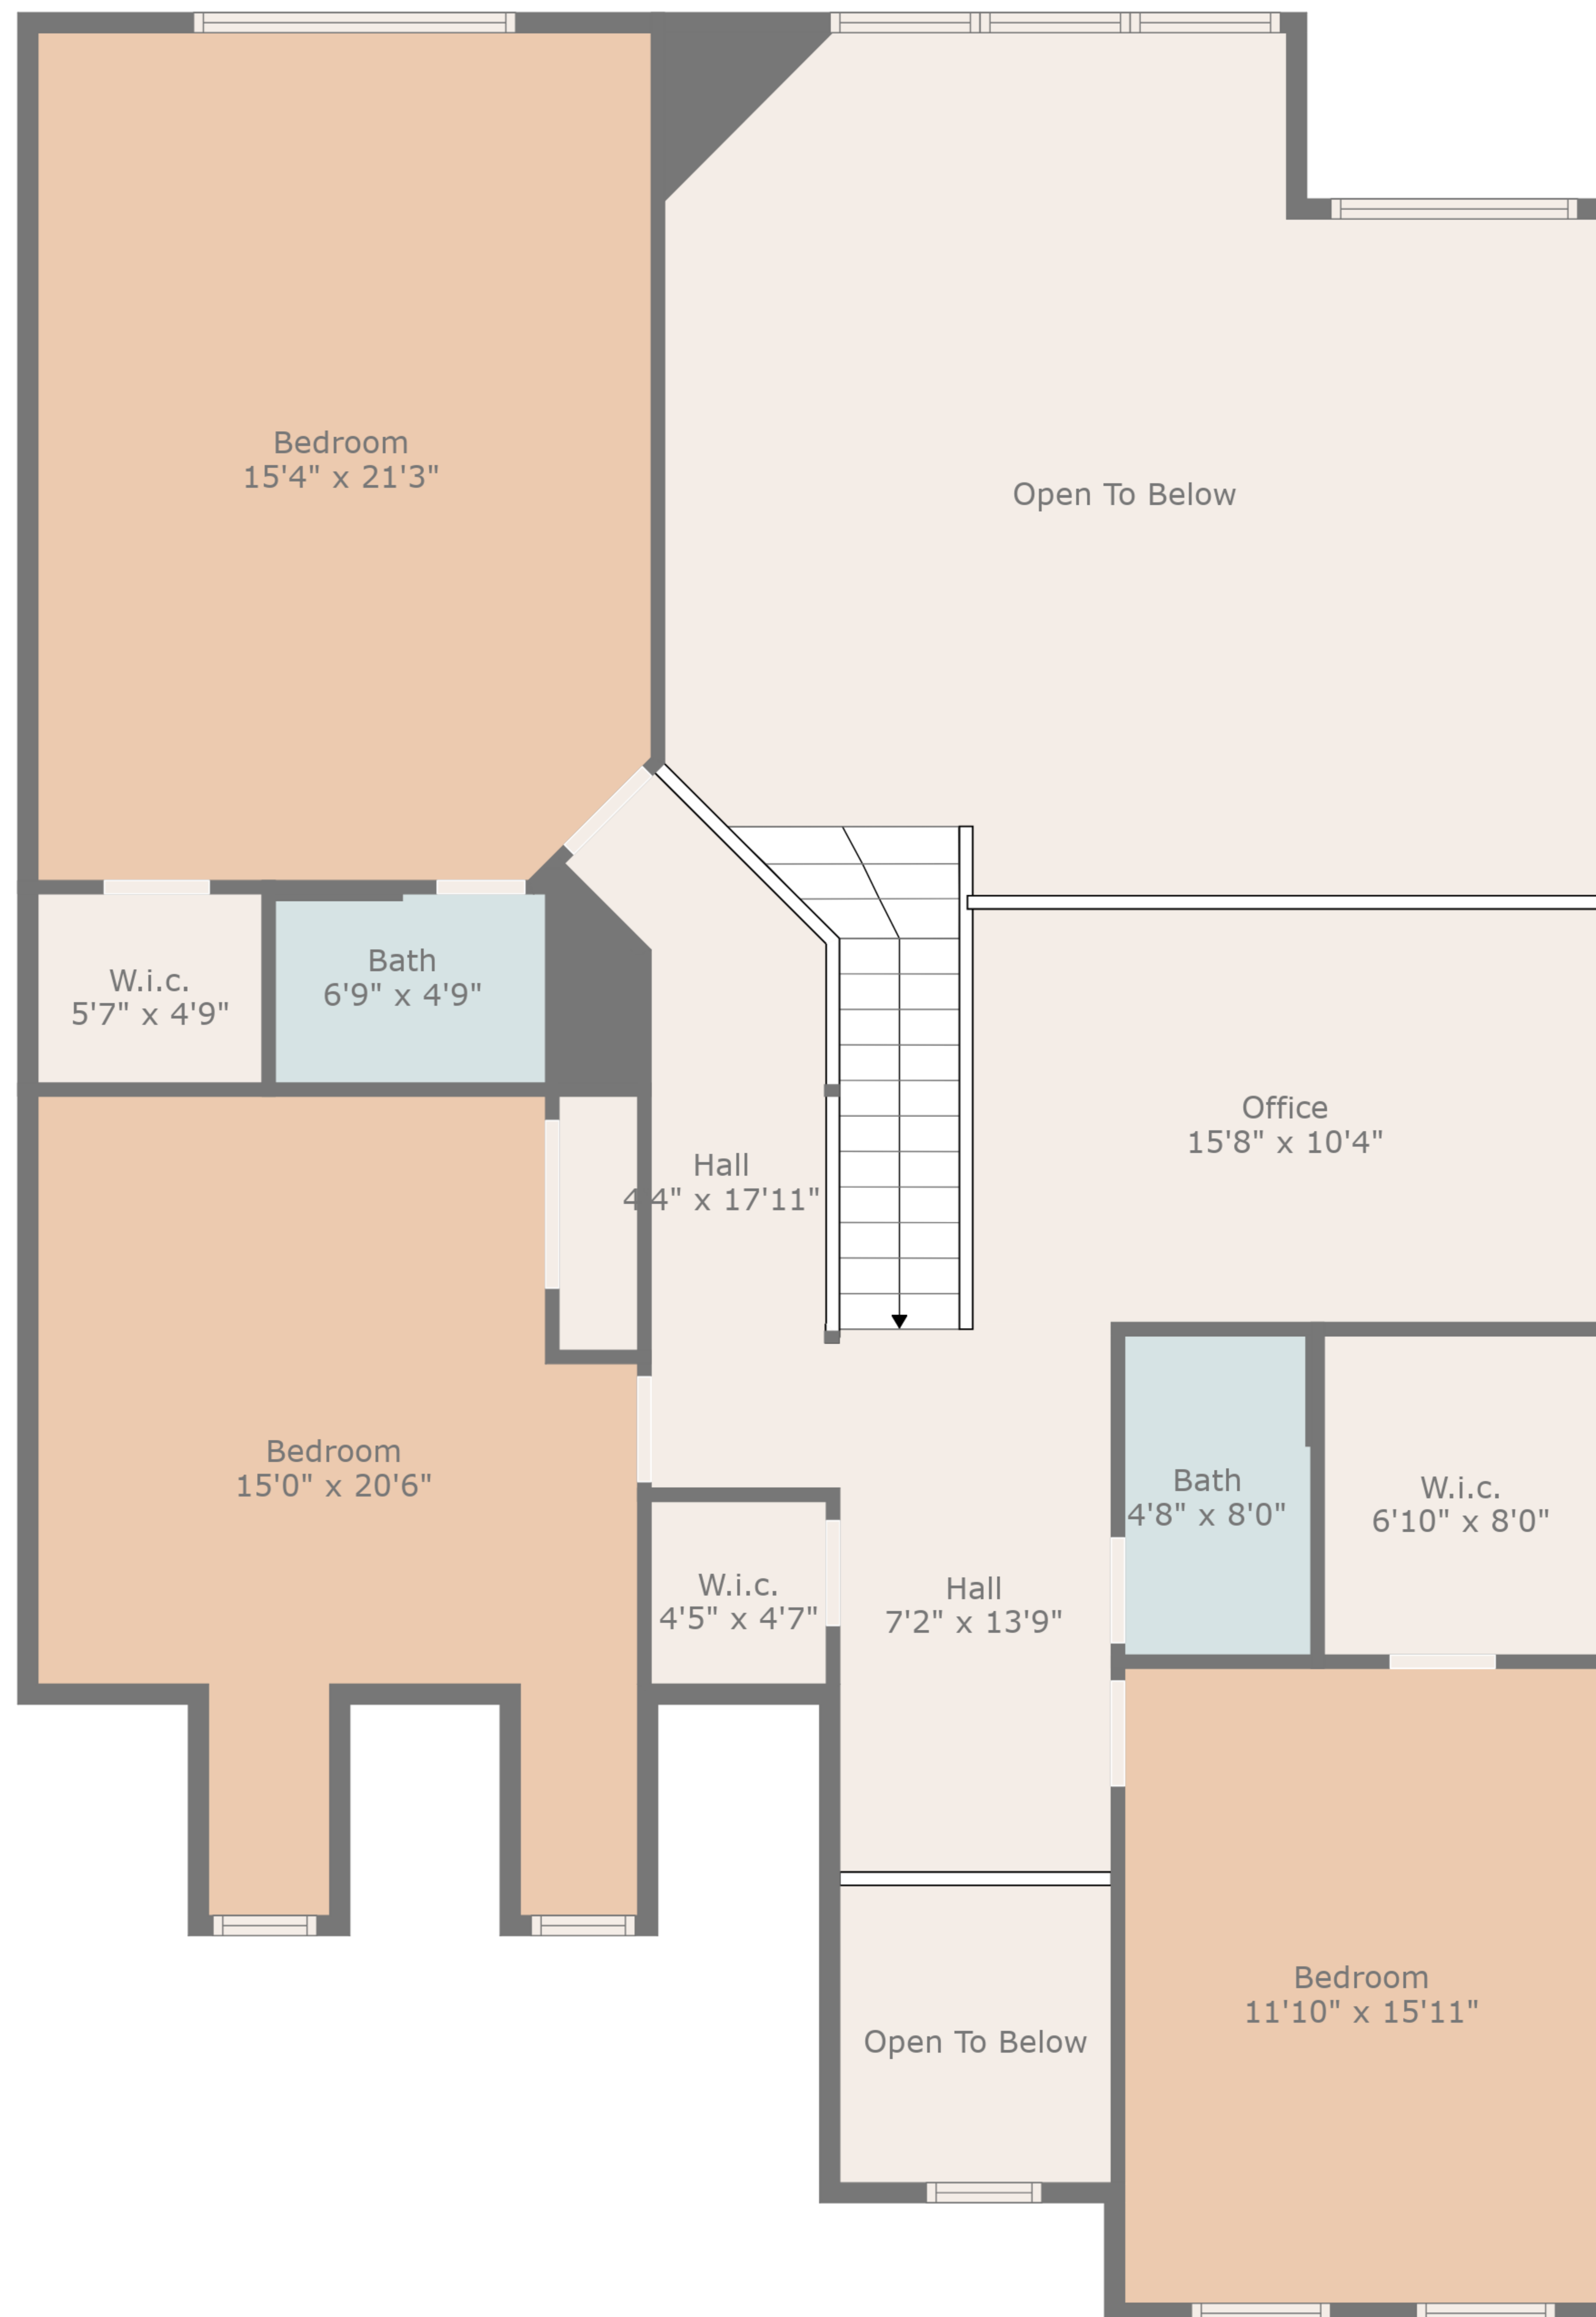 Bedroom
15'4" x 21'3"
Open To Below
W.i.c.
5'7" x 4'9"
Bath
6'9" x 4'9"
Hall
4'4" x 17'11"
Office
15'8" x 10'4"
Bedroom
15'0" x 20'6"
W.i.c.
4'5" x 4'7"
Hall
7'2" x 13'9"
Bath
4'8" x 8'0"
W.i.c.
6'10" x 8'0"
Bedroom
11'10" x 15'11"
Open To Below